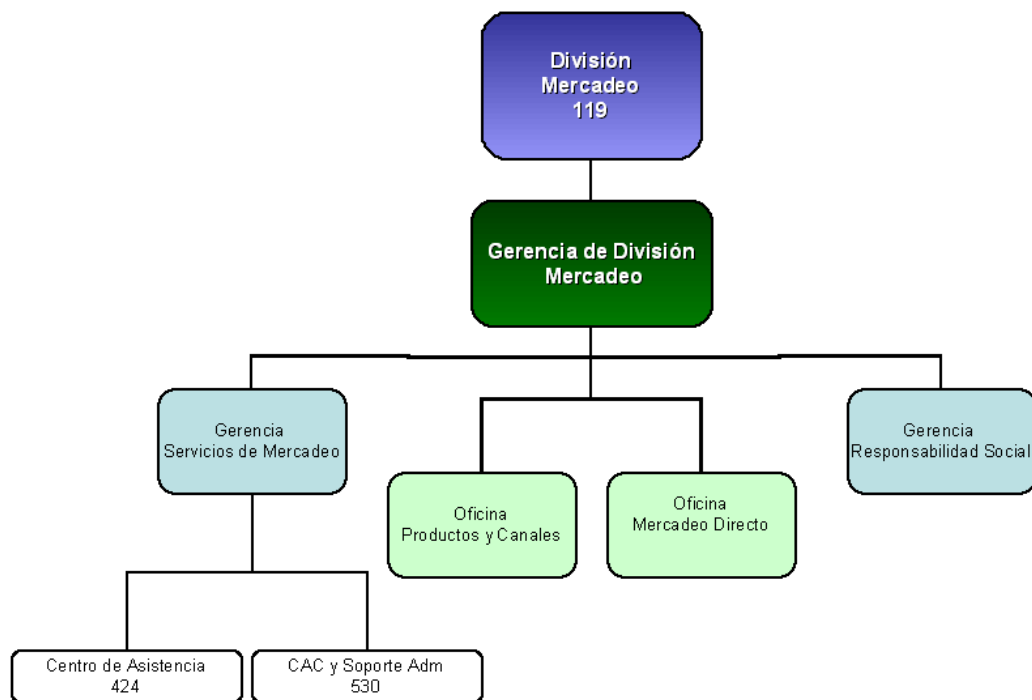 División
Mercadeo
119
Gerencia de División
Mercadeo
Gerencia
Servicios de Mercadeo
Gerencia
Responsabilidad Social
Oficina
Productos y Canales
Oficina
Mercadeo Directo
Centro de Asistencia
424
CAC y Soporte Adm
530